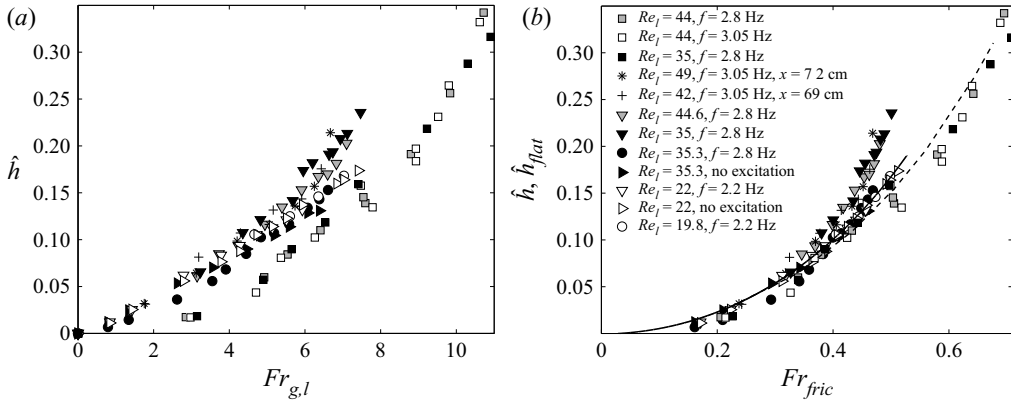 (a)
0.30
0.25
0.20
ĥ
0.15
0.10
0.05
0
0 2 4 6 8 10
Fr_{g,l}
(b)
0.30
0.25
0.20
ĥ, ĥ_{flat}
0.15
0.10
0.05
0
0 0.2 0.4 0.6
Fr_{fric}
Re_l = 44, f = 2.8 Hz
Re_l = 44, f = 3.05 Hz
Re_l = 35, f = 2.8 Hz
Re_l = 49, f = 3.05 Hz, x = 7 2 cm
Re_l = 42, f = 3.05 Hz, x = 69 cm
Re_l = 44.6, f = 2.8 Hz
Re_l = 35, f = 2.8 Hz
Re_l = 35.3, f = 2.8 Hz
Re_l = 35.3, no excitation
Re_l = 22, f = 2.2 Hz
Re_l = 22, no excitation
Re_l = 19.8, f = 2.2 Hz